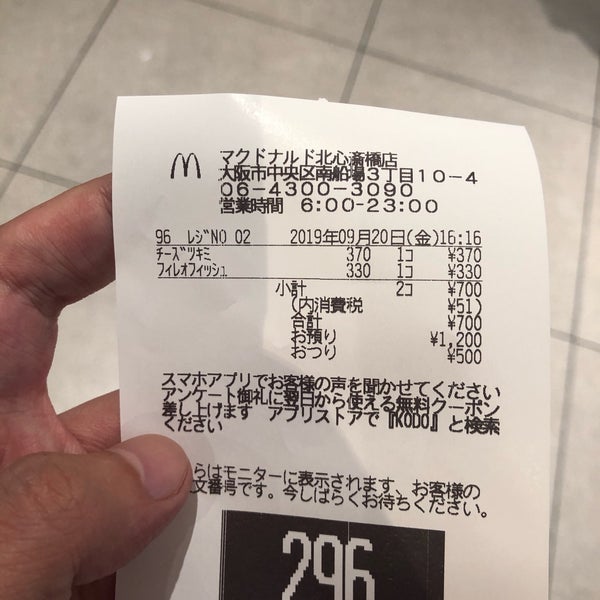 マクドナルド北心斎橋店
大阪市中央区南船場3丁目10-4
06-4300-3090
営業時間 6:00-23:00
96 ﾚｼﾞNO 02 2019年09月20日(金)16:16
ﾁｰｽﾞﾂｷﾐ 370 1ｺ ¥370
ﾌｨﾚｵﾌｨｯｼｭ 330 1ｺ ¥330
小計 2ｺ ¥700
(内消費税 ¥51)
合計 ¥700
お預り ¥1,200
おつり ¥500
スマホアプリでお客様の声を聞かせてください
アンケート御礼に翌日から使える無料クーポン
差し上げます アプリストアで『KODO』と検索
ください
らはモニターに表示されます、お客様の
文番号です。今しばらくお待ちください。
296